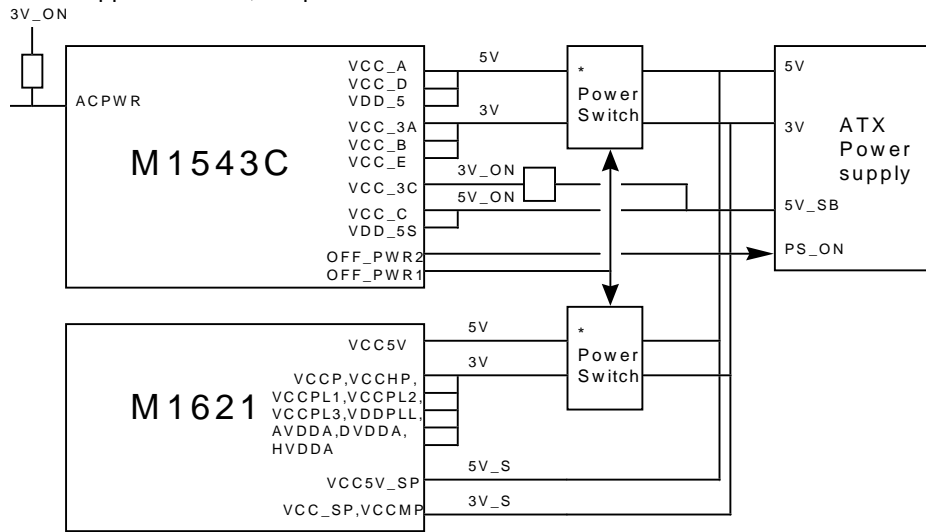 3V_ON
ACPWR
M1543C
VCC_A
VCC_D
VDD_5
VCC_3A
VCC_B
VCC_E
VCC_3C
VCC_C
VDD_5S
OFF_PWR2
OFF_PWR1
5V
3V
3V_ON
5V_ON
*
Power
Switch
5V
3V
5V_SB
PS_ON
ATX
Power
supply
M1621
VCC5V
VCCP,VCCHP,
VCCPL1,VCCPL2,
VCCPL3,VDDPLL,
AVDDA,DVDDA,
HVDDA
VCC5V_SP
VCC_SP,VCCMP
5V
3V
5V_S
3V_S
*
Power
Switch